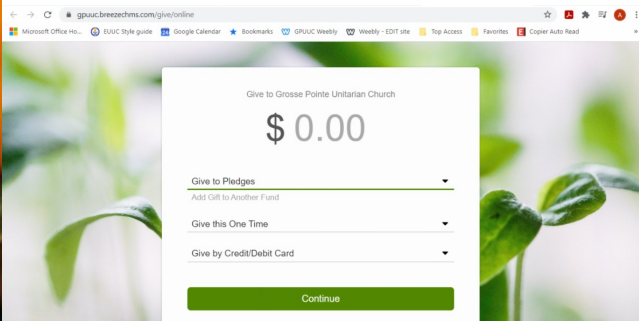 gpuuc.breezechms.com/give/online
Microsoft Office Ho... EUUC Style guide Google Calendar Bookmarks GPUUC Weebly Weebly - EDIT site Top Access Favorites Copier Auto Read
Give to Grosse Pointe Unitarian Church
$ 0.00
Give to Pledges
Add Gift to Another Fund
Give this One Time
Give by Credit/Debit Card
Continue